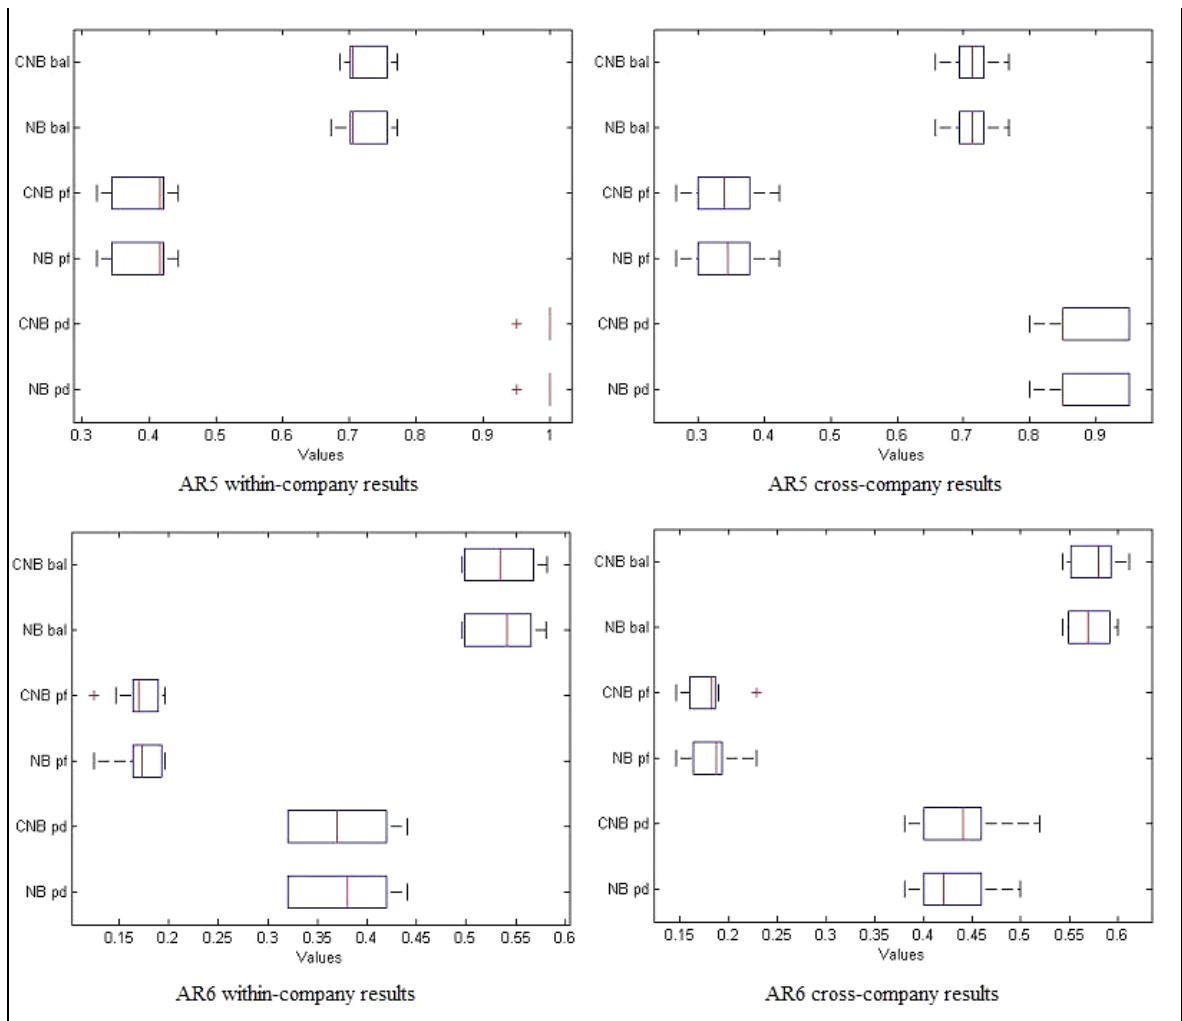 CNB bal
NB bal
CNB pf
NB pf
CNB pd
NB pd
0.3 0.4 0.5 0.6 0.7 0.8 0.9 1
Values
AR5 within-company results
CNB bal
NB bal
CNB pf
NB pf
CNB pd
NB pd
0.3 0.4 0.5 0.6 0.7 0.8 0.9
Values
AR5 cross-company results
CNB bal
NB bal
CNB pf
NB pf
CNB pd
NB pd
0.15 0.2 0.25 0.3 0.35 0.4 0.45 0.5 0.55 0.6
Values
AR6 within-company results
CNB bal
NB bal
CNB pf
NB pf
CNB pd
NB pd
0.15 0.2 0.25 0.3 0.35 0.4 0.45 0.5 0.55 0.6
Values
AR6 cross-company results